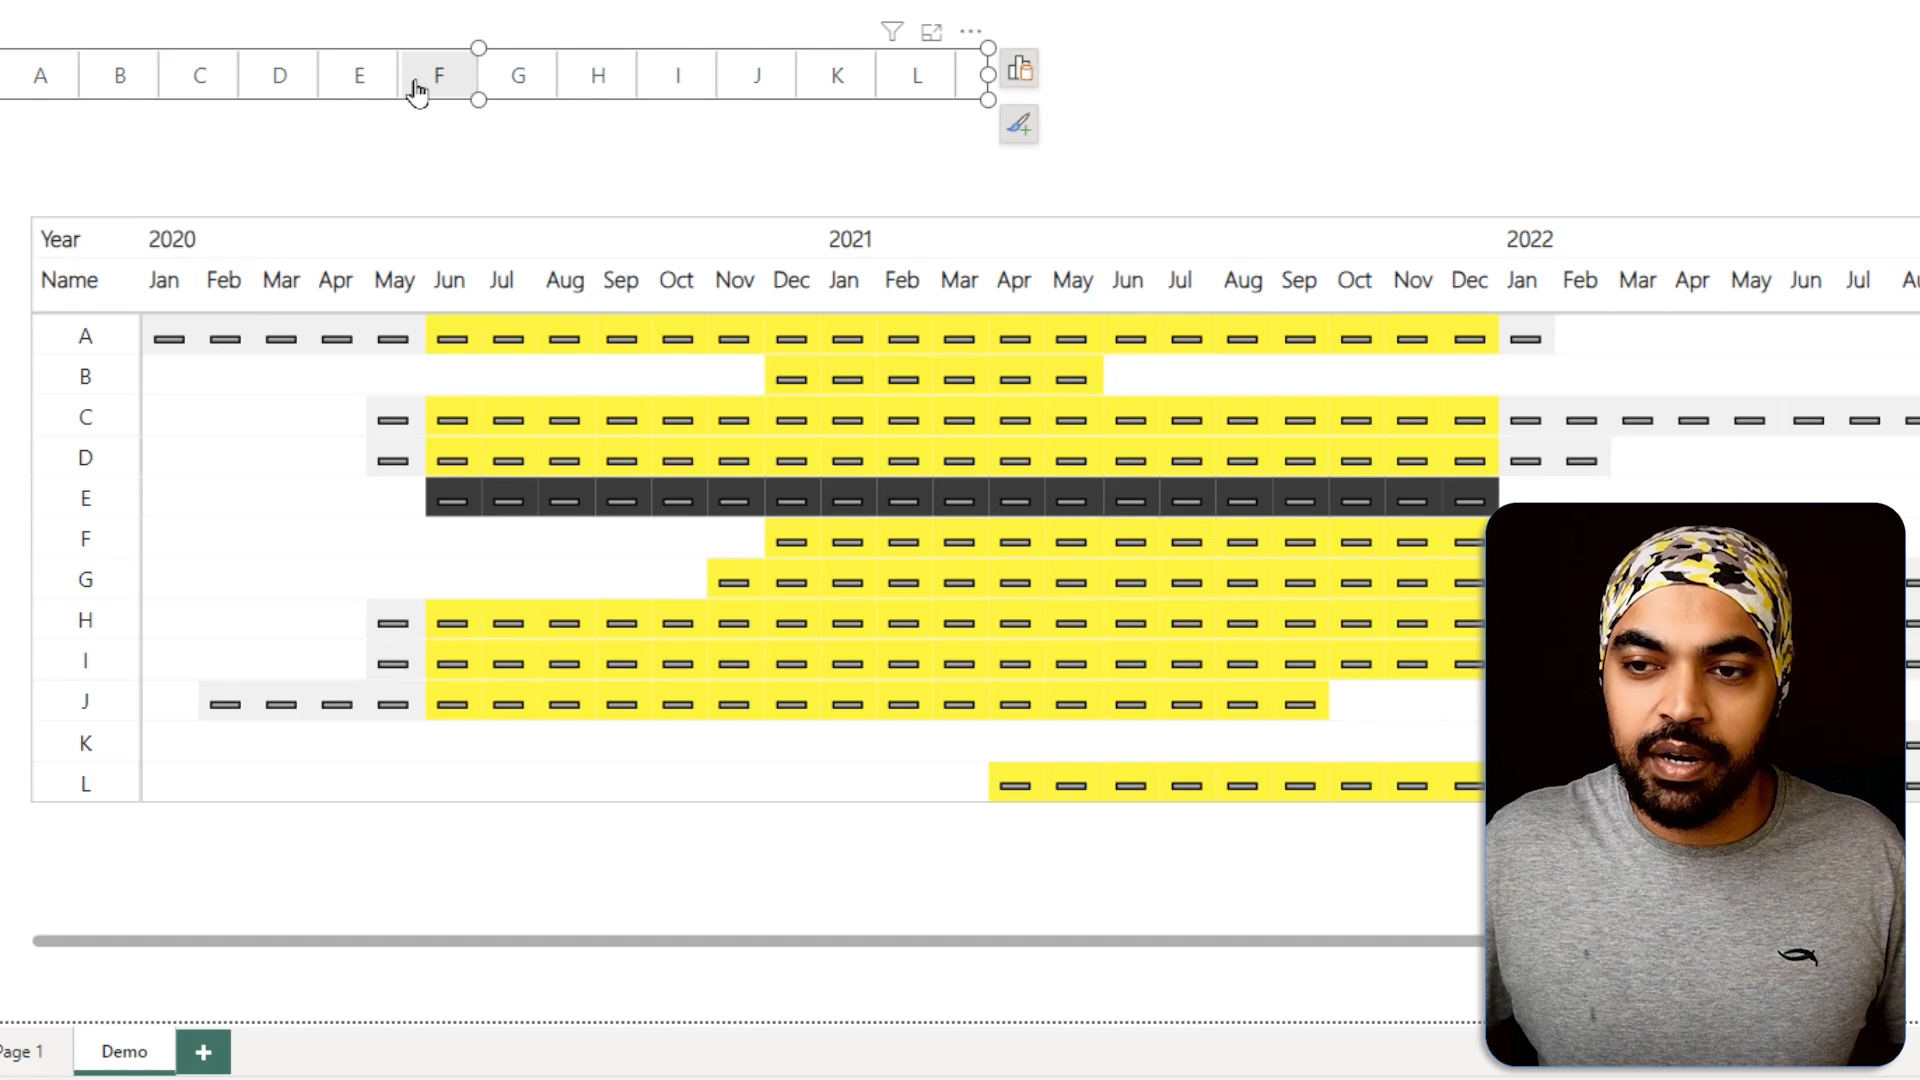 A B C D E F G H I J K L
Year 2020 2021 2022
Name Jan Feb Mar Apr May Jun Jul Aug Sep Oct Nov Dec Jan Feb Mar Apr May Jun Jul Aug Sep Oct Nov Dec Jan Feb Mar Apr May Jun Jul
A
B
C
D
E
F
G
H
I
J
K
L
Page 1 Demo